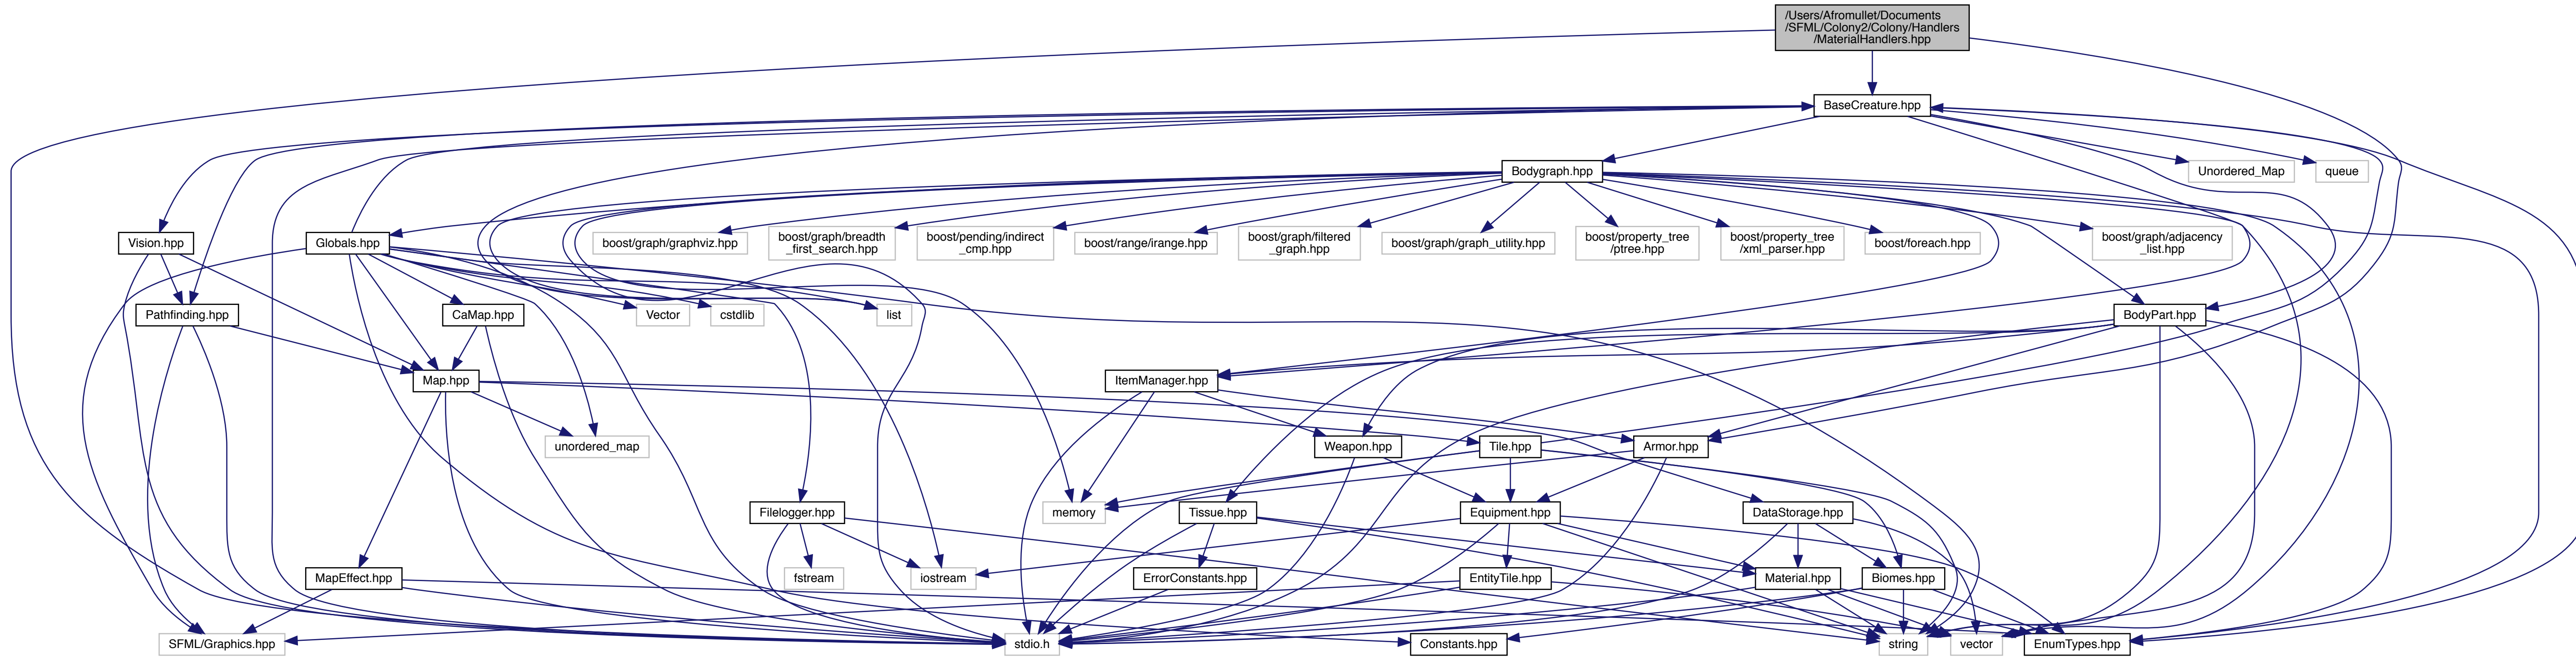 /Users/Afromullet/Documents
/SFML/Colony2/Colony/Handlers
/MaterialHandlers.hpp
BaseCreature.hpp
Bodygraph.hpp
Unordered_Map
queue
Vision.hpp
Globals.hpp
boost/graph/graphviz.hpp
boost/graph/breadth
_first_search.hpp
boost/pending/indirect
_cmp.hpp
boost/range/irange.hpp
boost/graph/filtered
_graph.hpp
boost/graph/graph_utility.hpp
boost/property_tree
/ptree.hpp
boost/property_tree
/xml_parser.hpp
boost/foreach.hpp
boost/graph/adjacency
_list.hpp
Pathfinding.hpp
CaMap.hpp
Vector
cstdlib
list
BodyPart.hpp
Map.hpp
ItemManager.hpp
unordered_map
Weapon.hpp
Tile.hpp
Armor.hpp
Filelogger.hpp
memory
Tissue.hpp
Equipment.hpp
DataStorage.hpp
MapEffect.hpp
fstream
iostream
ErrorConstants.hpp
EntityTile.hpp
Material.hpp
Biomes.hpp
SFML/Graphics.hpp
stdio.h
Constants.hpp
string
vector
EnumTypes.hpp